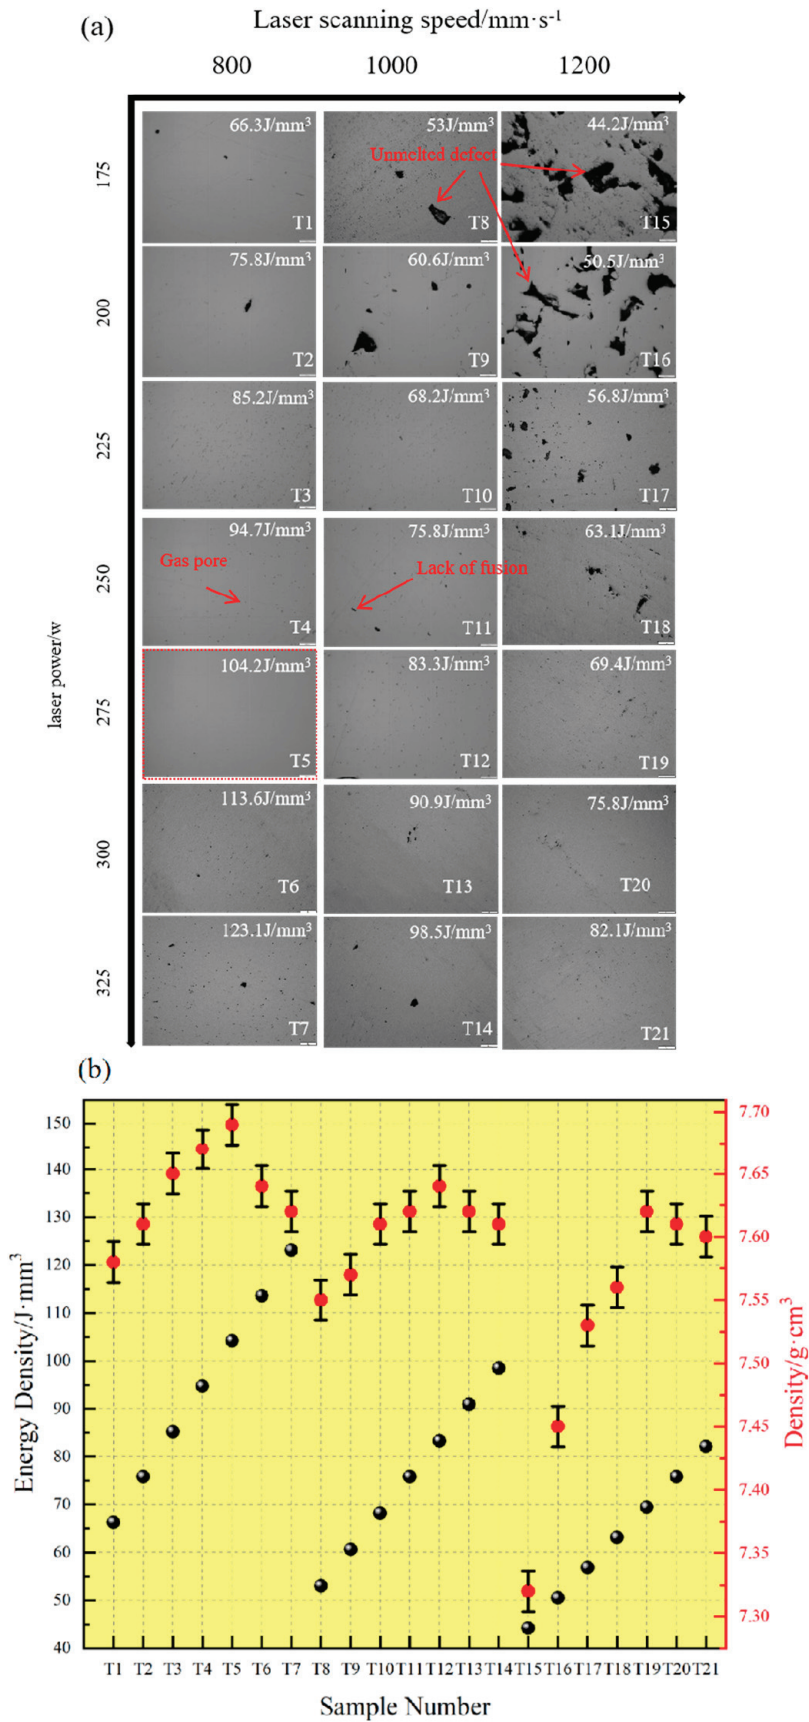 (a)
Laser scanning speed/mm·s⁻¹
800 1000 1200
laser power/w
175
66.3J/mm³
T1
53J/mm³
T8
44.2J/mm³
T15
Unmelted defect
200
75.8J/mm³
T2
60.6J/mm³
T9
50.5J/mm³
T16
225
85.2J/mm³
T3
68.2J/mm³
T10
56.8J/mm³
T17
250
94.7J/mm³
Gas pore
T4
75.8J/mm³
Lack of fusion
T11
63.1J/mm³
T18
275
104.2J/mm³
T5
83.3J/mm³
T12
69.4J/mm³
T19
300
113.6J/mm³
T6
90.9J/mm³
T13
75.8J/mm³
T20
325
123.1J/mm³
T7
98.5J/mm³
T14
82.1J/mm³
T21
(b)
Energy Density/J·mm³
150
140
130
120
110
100
90
80
70
60
50
40
7.70
7.65
7.60
7.55
7.50
7.45
7.40
7.35
7.30
Density/g·cm³
T1 T2 T3 T4 T5 T6 T7 T8 T9 T10 T11 T12 T13 T14 T15 T16 T17 T18 T19 T20 T21
Sample Number